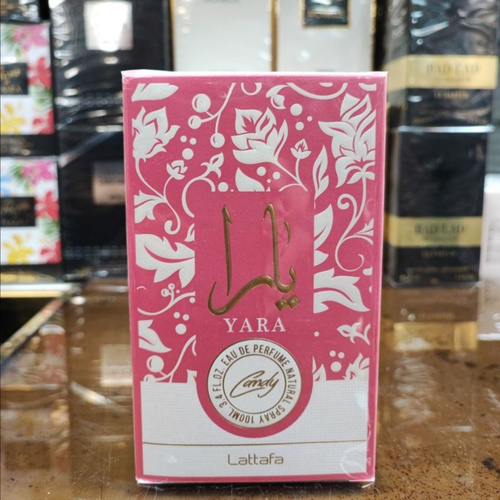 يارا
YARA
EAU DE PERFUME NATURAL SPRAY 100ML 3.4 FL.OZ.
Candy
Lattafa